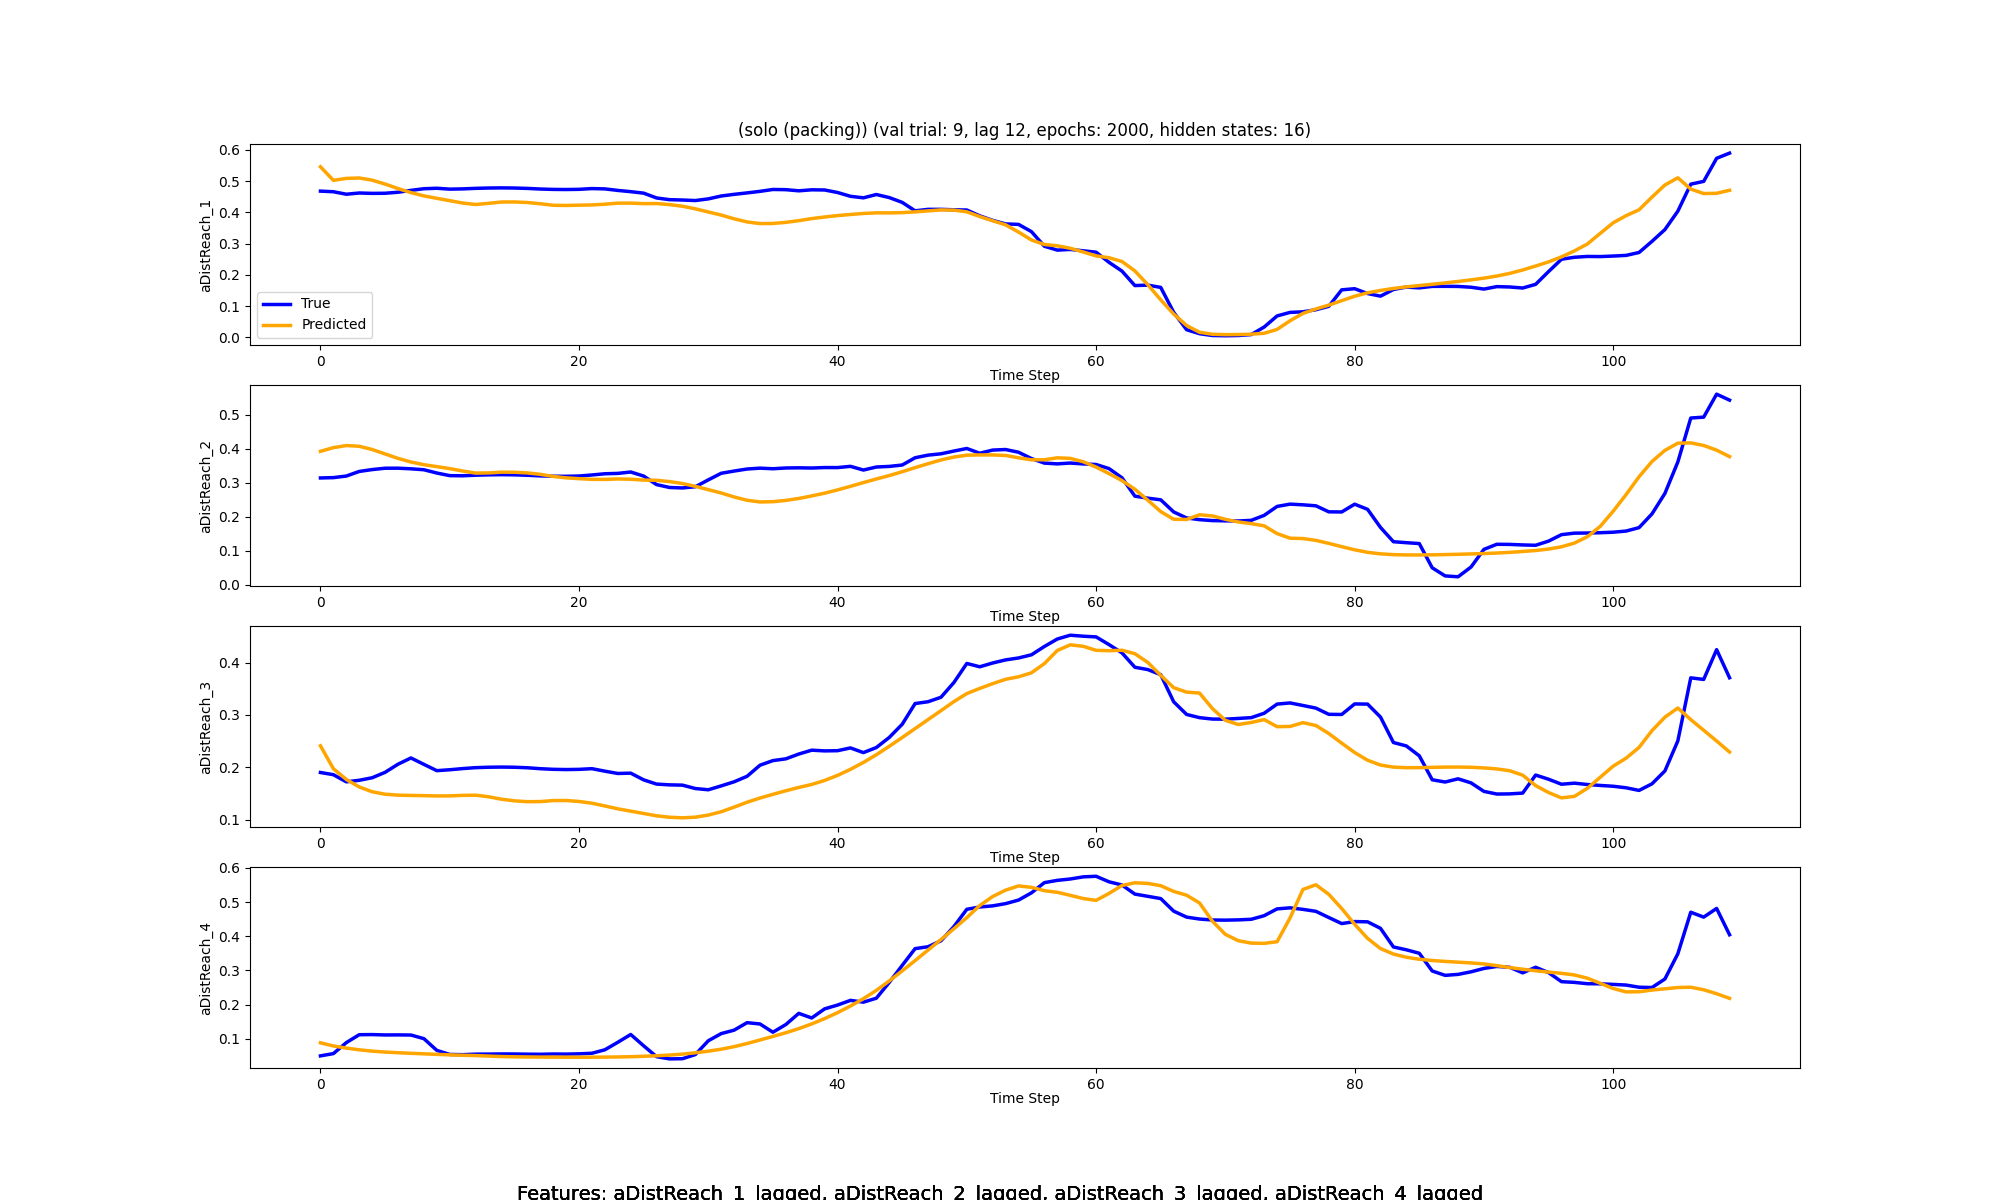 (solo (packing)) (val trial: 9, lag 12, epochs: 2000, hidden states: 16)
0.6
0.5
0.4
0.3
0.2
0.1
0.0
aDistReach_1
True
Predicted
0 20 40 60 80 100
Time Step
0.5
0.4
0.3
0.2
0.1
0.0
aDistReach_2
0 20 40 60 80 100
Time Step
0.4
0.3
0.2
0.1
aDistReach_3
0 20 40 60 80 100
Time Step
0.6
0.5
0.4
0.3
0.2
0.1
aDistReach_4
0 20 40 60 80 100
Time Step
Features: aDistReach_1_lagged, aDistReach_2_lagged, aDistReach_3_lagged, aDistReach_4_lagged